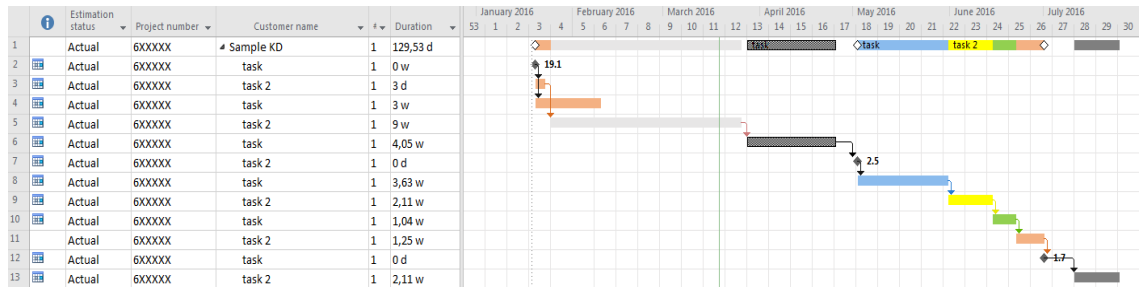 Estimation status Project number Customer name # Duration
January 2016 February 2016 March 2016 April 2016 May 2016 June 2016 July 2016
53 1 2 3 4 5 6 7 8 9 10 11 12 13 14 15 16 17 18 19 20 21 22 23 24 25 26 27 28 29 30
1 Actual 6XXXXX Sample KD 1 129,53 d task task task 2
2 Actual 6XXXXX task 1 0 w 19.1
3 Actual 6XXXXX task 2 1 3 d
4 Actual 6XXXXX task 1 3 w
5 Actual 6XXXXX task 2 1 9 w
6 Actual 6XXXXX task 1 4,05 w
7 Actual 6XXXXX task 2 1 0 d 2.5
8 Actual 6XXXXX task 1 3,63 w
9 Actual 6XXXXX task 2 1 2,11 w
10 Actual 6XXXXX task 1 1,04 w
11 Actual 6XXXXX task 2 1 1,25 w
12 Actual 6XXXXX task 1 0 d 1.7
13 Actual 6XXXXX task 2 1 2,11 w